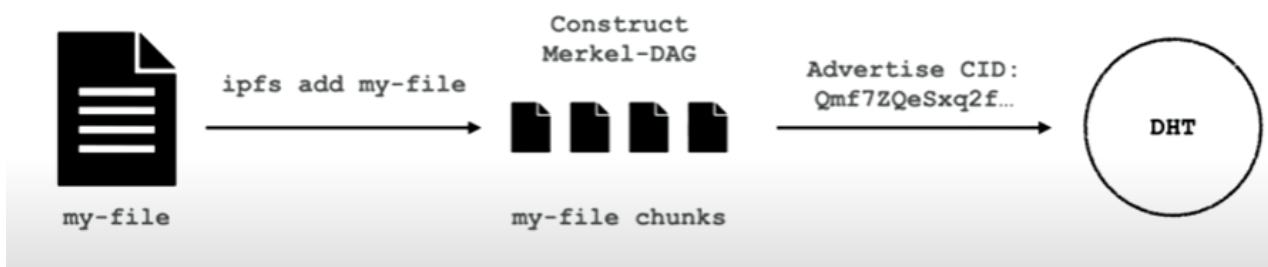 my-file
ipfs add my-file
Construct
Merkel-DAG
my-file chunks
Advertise CID:
Qmf7ZQeSxq2f…
DHT